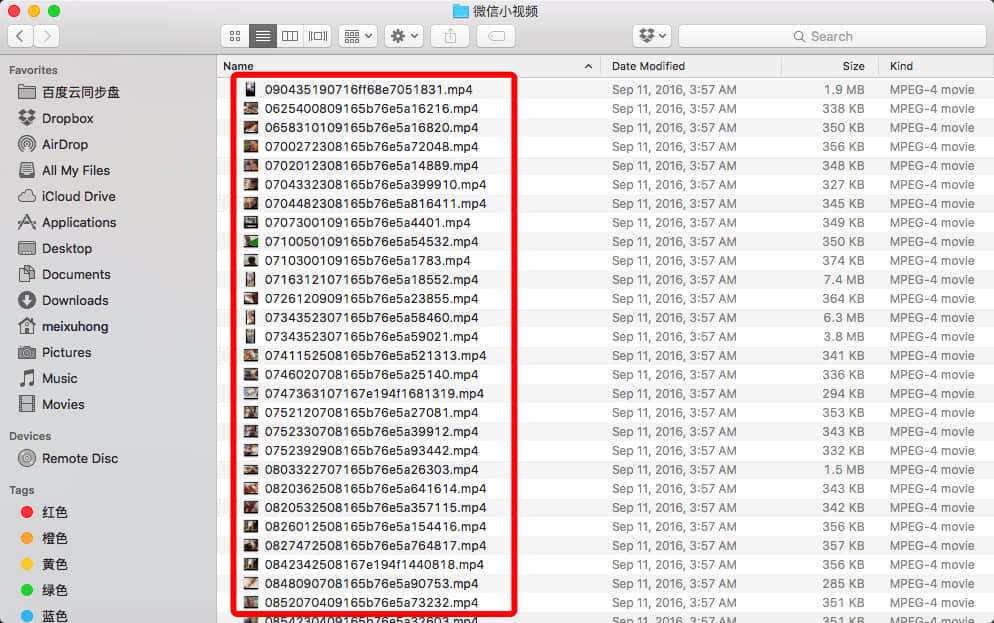 微信小视频
Search
Favorites
百度云同步盘
Dropbox
AirDrop
All My Files
iCloud Drive
Applications
Desktop
Documents
Downloads
meixuhong
Pictures
Music
Movies
Devices
Remote Disc
Tags
红色
橙色
黄色
绿色
蓝色
Name Date Modified Size Kind
090435190716ff68e7051831.mp4 Sep 11, 2016, 3:57 AM 1.9 MB MPEG-4 movie
0625400809165b76e5a16216.mp4 Sep 11, 2016, 3:57 AM 338 KB MPEG-4 movie
0658310109165b76e5a16820.mp4 Sep 11, 2016, 3:57 AM 350 KB MPEG-4 movie
0700272308165b76e5a72048.mp4 Sep 11, 2016, 3:57 AM 356 KB MPEG-4 movie
0702012308165b76e5a14889.mp4 Sep 11, 2016, 3:57 AM 348 KB MPEG-4 movie
0704332308165b76e5a399910.mp4 Sep 11, 2016, 3:57 AM 327 KB MPEG-4 movie
0704482308165b76e5a816411.mp4 Sep 11, 2016, 3:57 AM 345 KB MPEG-4 movie
0707300109165b76e5a4401.mp4 Sep 11, 2016, 3:57 AM 349 KB MPEG-4 movie
0710050109165b76e5a54532.mp4 Sep 11, 2016, 3:57 AM 350 KB MPEG-4 movie
0710300109165b76e5a1783.mp4 Sep 11, 2016, 3:57 AM 374 KB MPEG-4 movie
0716312107165b76e5a18552.mp4 Sep 11, 2016, 3:57 AM 7.4 MB MPEG-4 movie
0726120909165b76e5a23855.mp4 Sep 11, 2016, 3:57 AM 364 KB MPEG-4 movie
0734352307165b76e5a58460.mp4 Sep 11, 2016, 3:57 AM 6.3 MB MPEG-4 movie
0734352307165b76e5a59021.mp4 Sep 11, 2016, 3:57 AM 3.8 MB MPEG-4 movie
0741152508165b76e5a521313.mp4 Sep 11, 2016, 3:57 AM 341 KB MPEG-4 movie
0746020708165b76e5a25140.mp4 Sep 11, 2016, 3:57 AM 336 KB MPEG-4 movie
0747363107167e194f1681319.mp4 Sep 11, 2016, 3:57 AM 294 KB MPEG-4 movie
0752120708165b76e5a27081.mp4 Sep 11, 2016, 3:57 AM 353 KB MPEG-4 movie
0752330708165b76e5a39912.mp4 Sep 11, 2016, 3:57 AM 343 KB MPEG-4 movie
0752392908165b76e5a93442.mp4 Sep 11, 2016, 3:57 AM 332 KB MPEG-4 movie
0803322707165b76e5a26303.mp4 Sep 11, 2016, 3:57 AM 1.5 MB MPEG-4 movie
0820362508165b76e5a641614.mp4 Sep 11, 2016, 3:57 AM 343 KB MPEG-4 movie
0820532508165b76e5a357115.mp4 Sep 11, 2016, 3:57 AM 342 KB MPEG-4 movie
0826012508165b76e5a154416.mp4 Sep 11, 2016, 3:57 AM 356 KB MPEG-4 movie
0827472508165b76e5a764817.mp4 Sep 11, 2016, 3:57 AM 357 KB MPEG-4 movie
0842342508167e194f1440818.mp4 Sep 11, 2016, 3:57 AM 356 KB MPEG-4 movie
0848090708165b76e5a90753.mp4 Sep 11, 2016, 3:57 AM 285 KB MPEG-4 movie
0852070409165b76e5a73232.mp4 Sep 11, 2016, 3:57 AM 351 KB MPEG-4 movie
0854230409165b76e5a32603.mp4 Sep 11, 2016, 3:57 AM 351 KB MPEG-4 movie